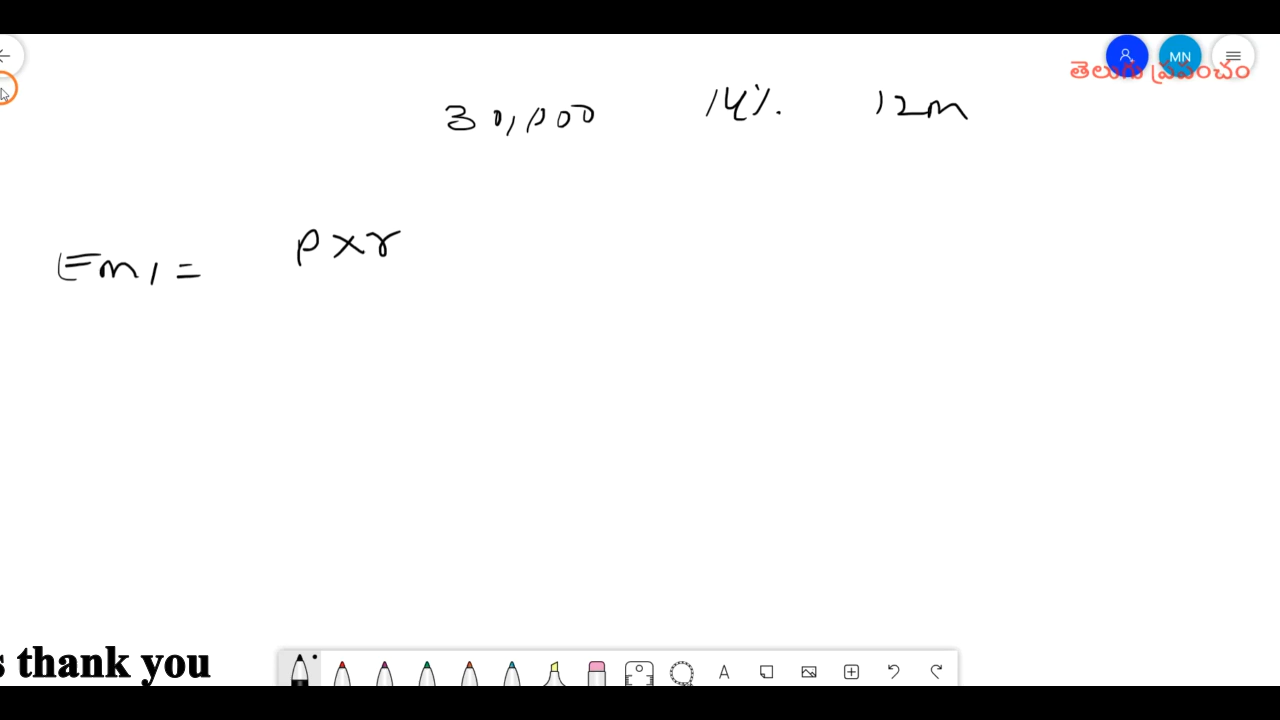 MN
తెలుగు ప్రపంచం
30,000 14% 12m
EMI = P x r
s thank you
A